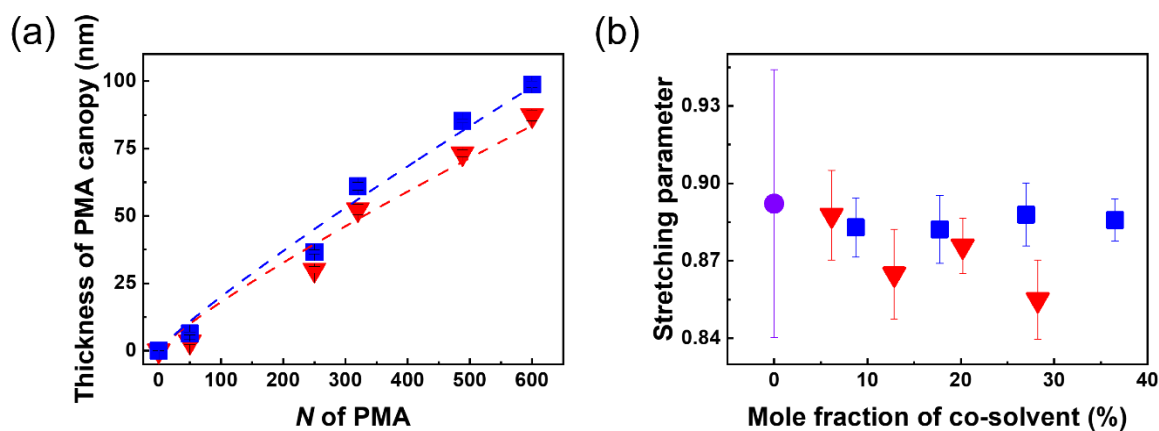 (a)
Thickness of PMA canopy (nm)
100
75
50
25
0
0 100 200 300 400 500 600
N of PMA
(b)
Stretching parameter
0.93
0.90
0.87
0.84
0 10 20 30 40
Mole fraction of co-solvent (%)